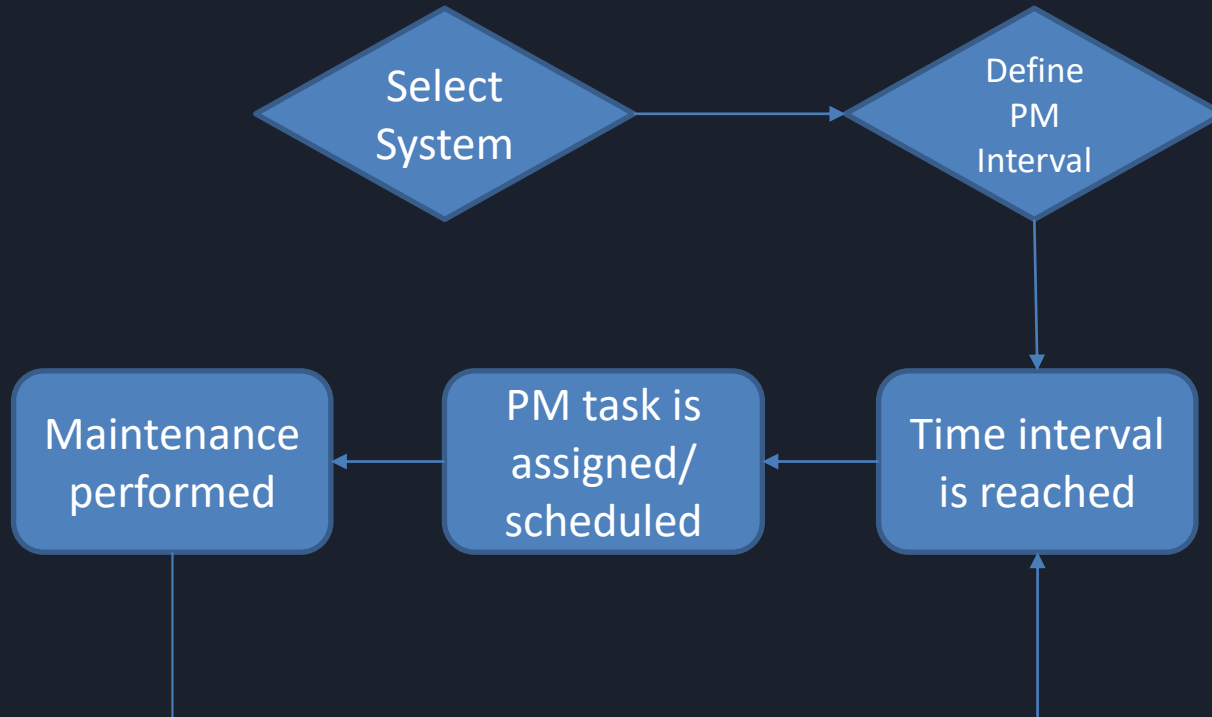 Select
System
Define
PM
Interval
Maintenance
performed
PM task is
assigned/
scheduled
Time interval
is reached